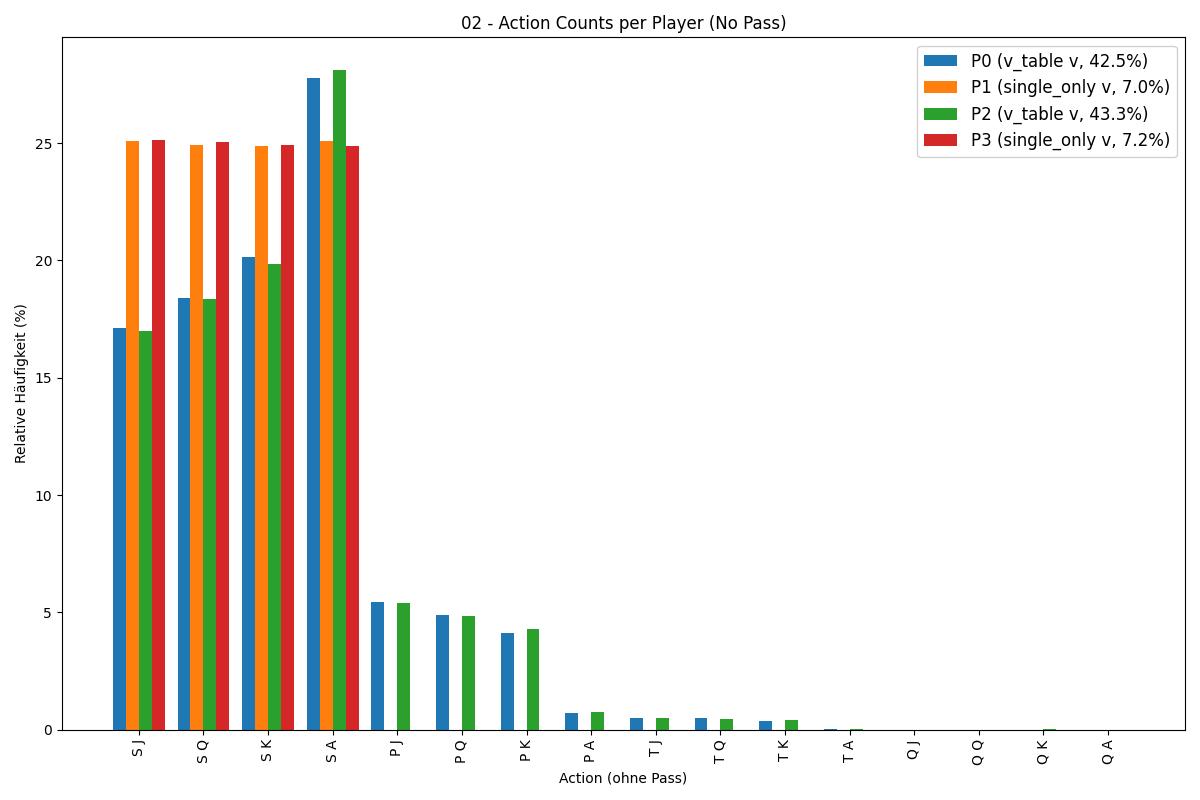 02 - Action Counts per Player (No Pass)
P0 (v_table v, 42.5%)
P1 (single_only v, 7.0%)
P2 (v_table v, 43.3%)
P3 (single_only v, 7.2%)
Relative Häufigkeit (%)
25
20
15
10
5
0
S J
S Q
S K
S A
P J
P Q
P K
P A
T J
T Q
T K
T A
Q J
Q Q
Q K
Q A
Action (ohne Pass)